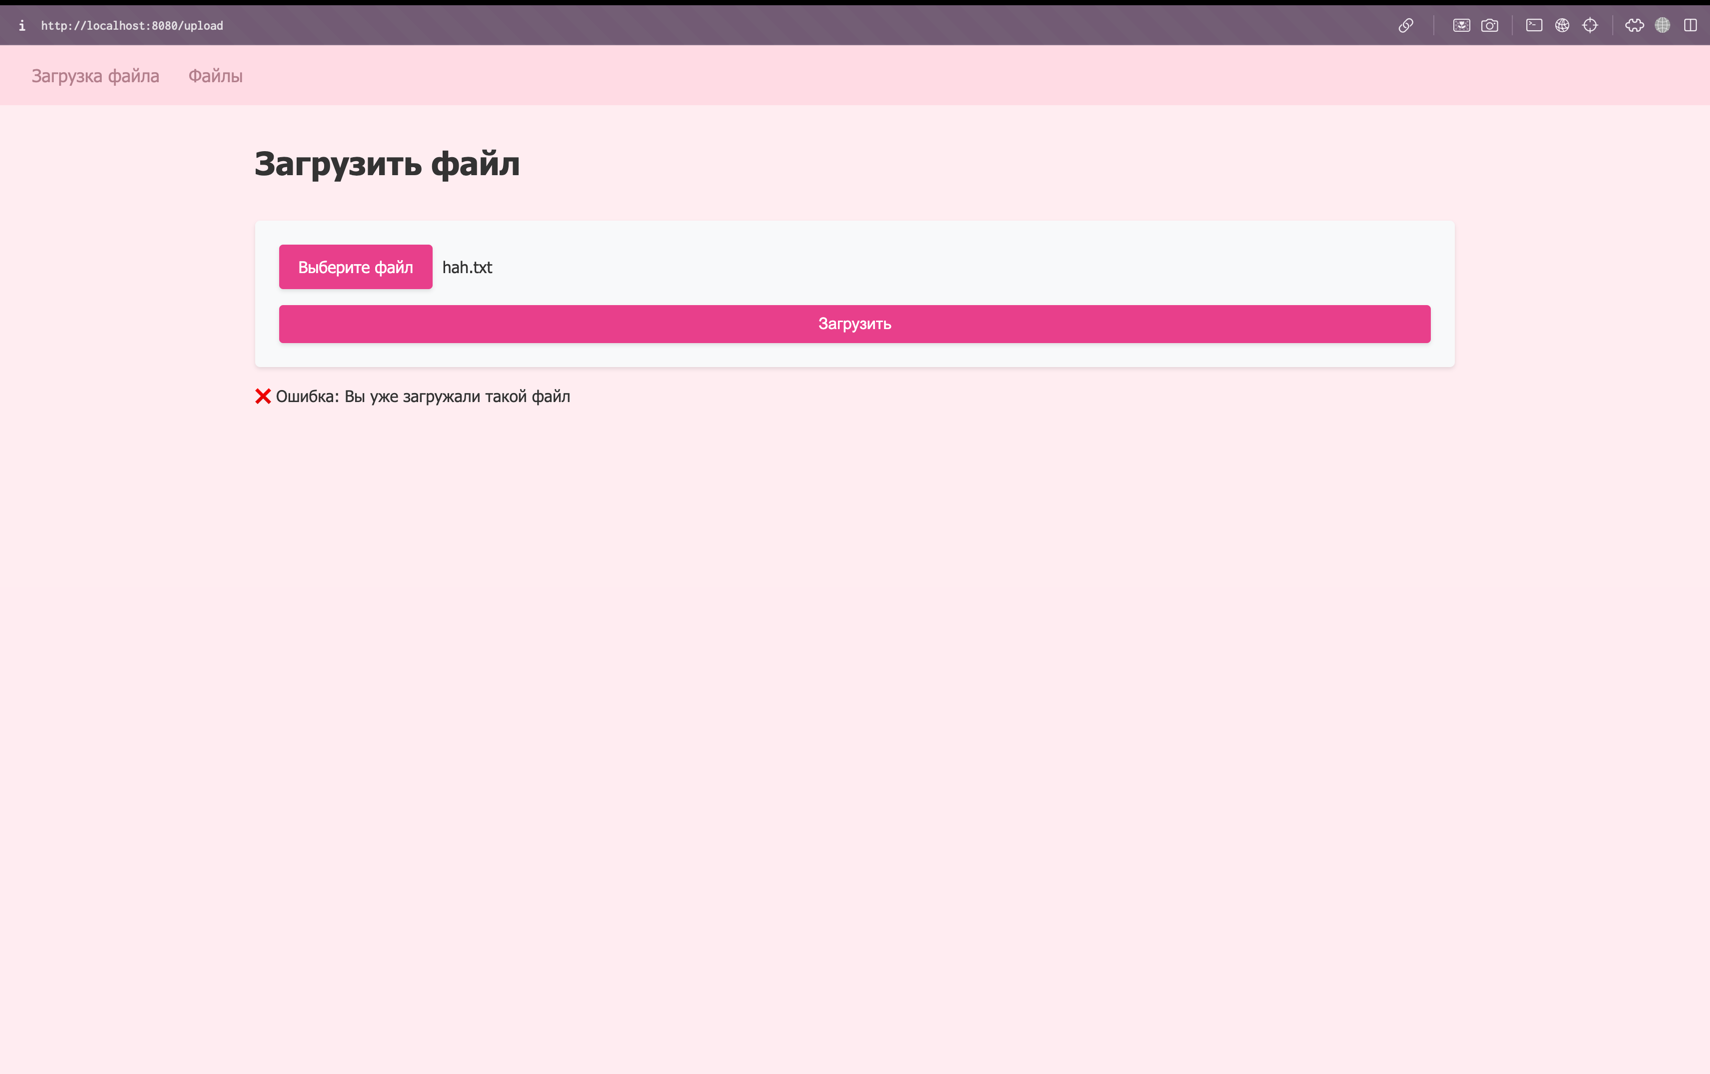 http://localhost:8080/upload
Загрузка файла Файлы
Загрузить файл
Выберите файл hah.txt
Загрузить
❌ Ошибка: Вы уже загружали такой файл